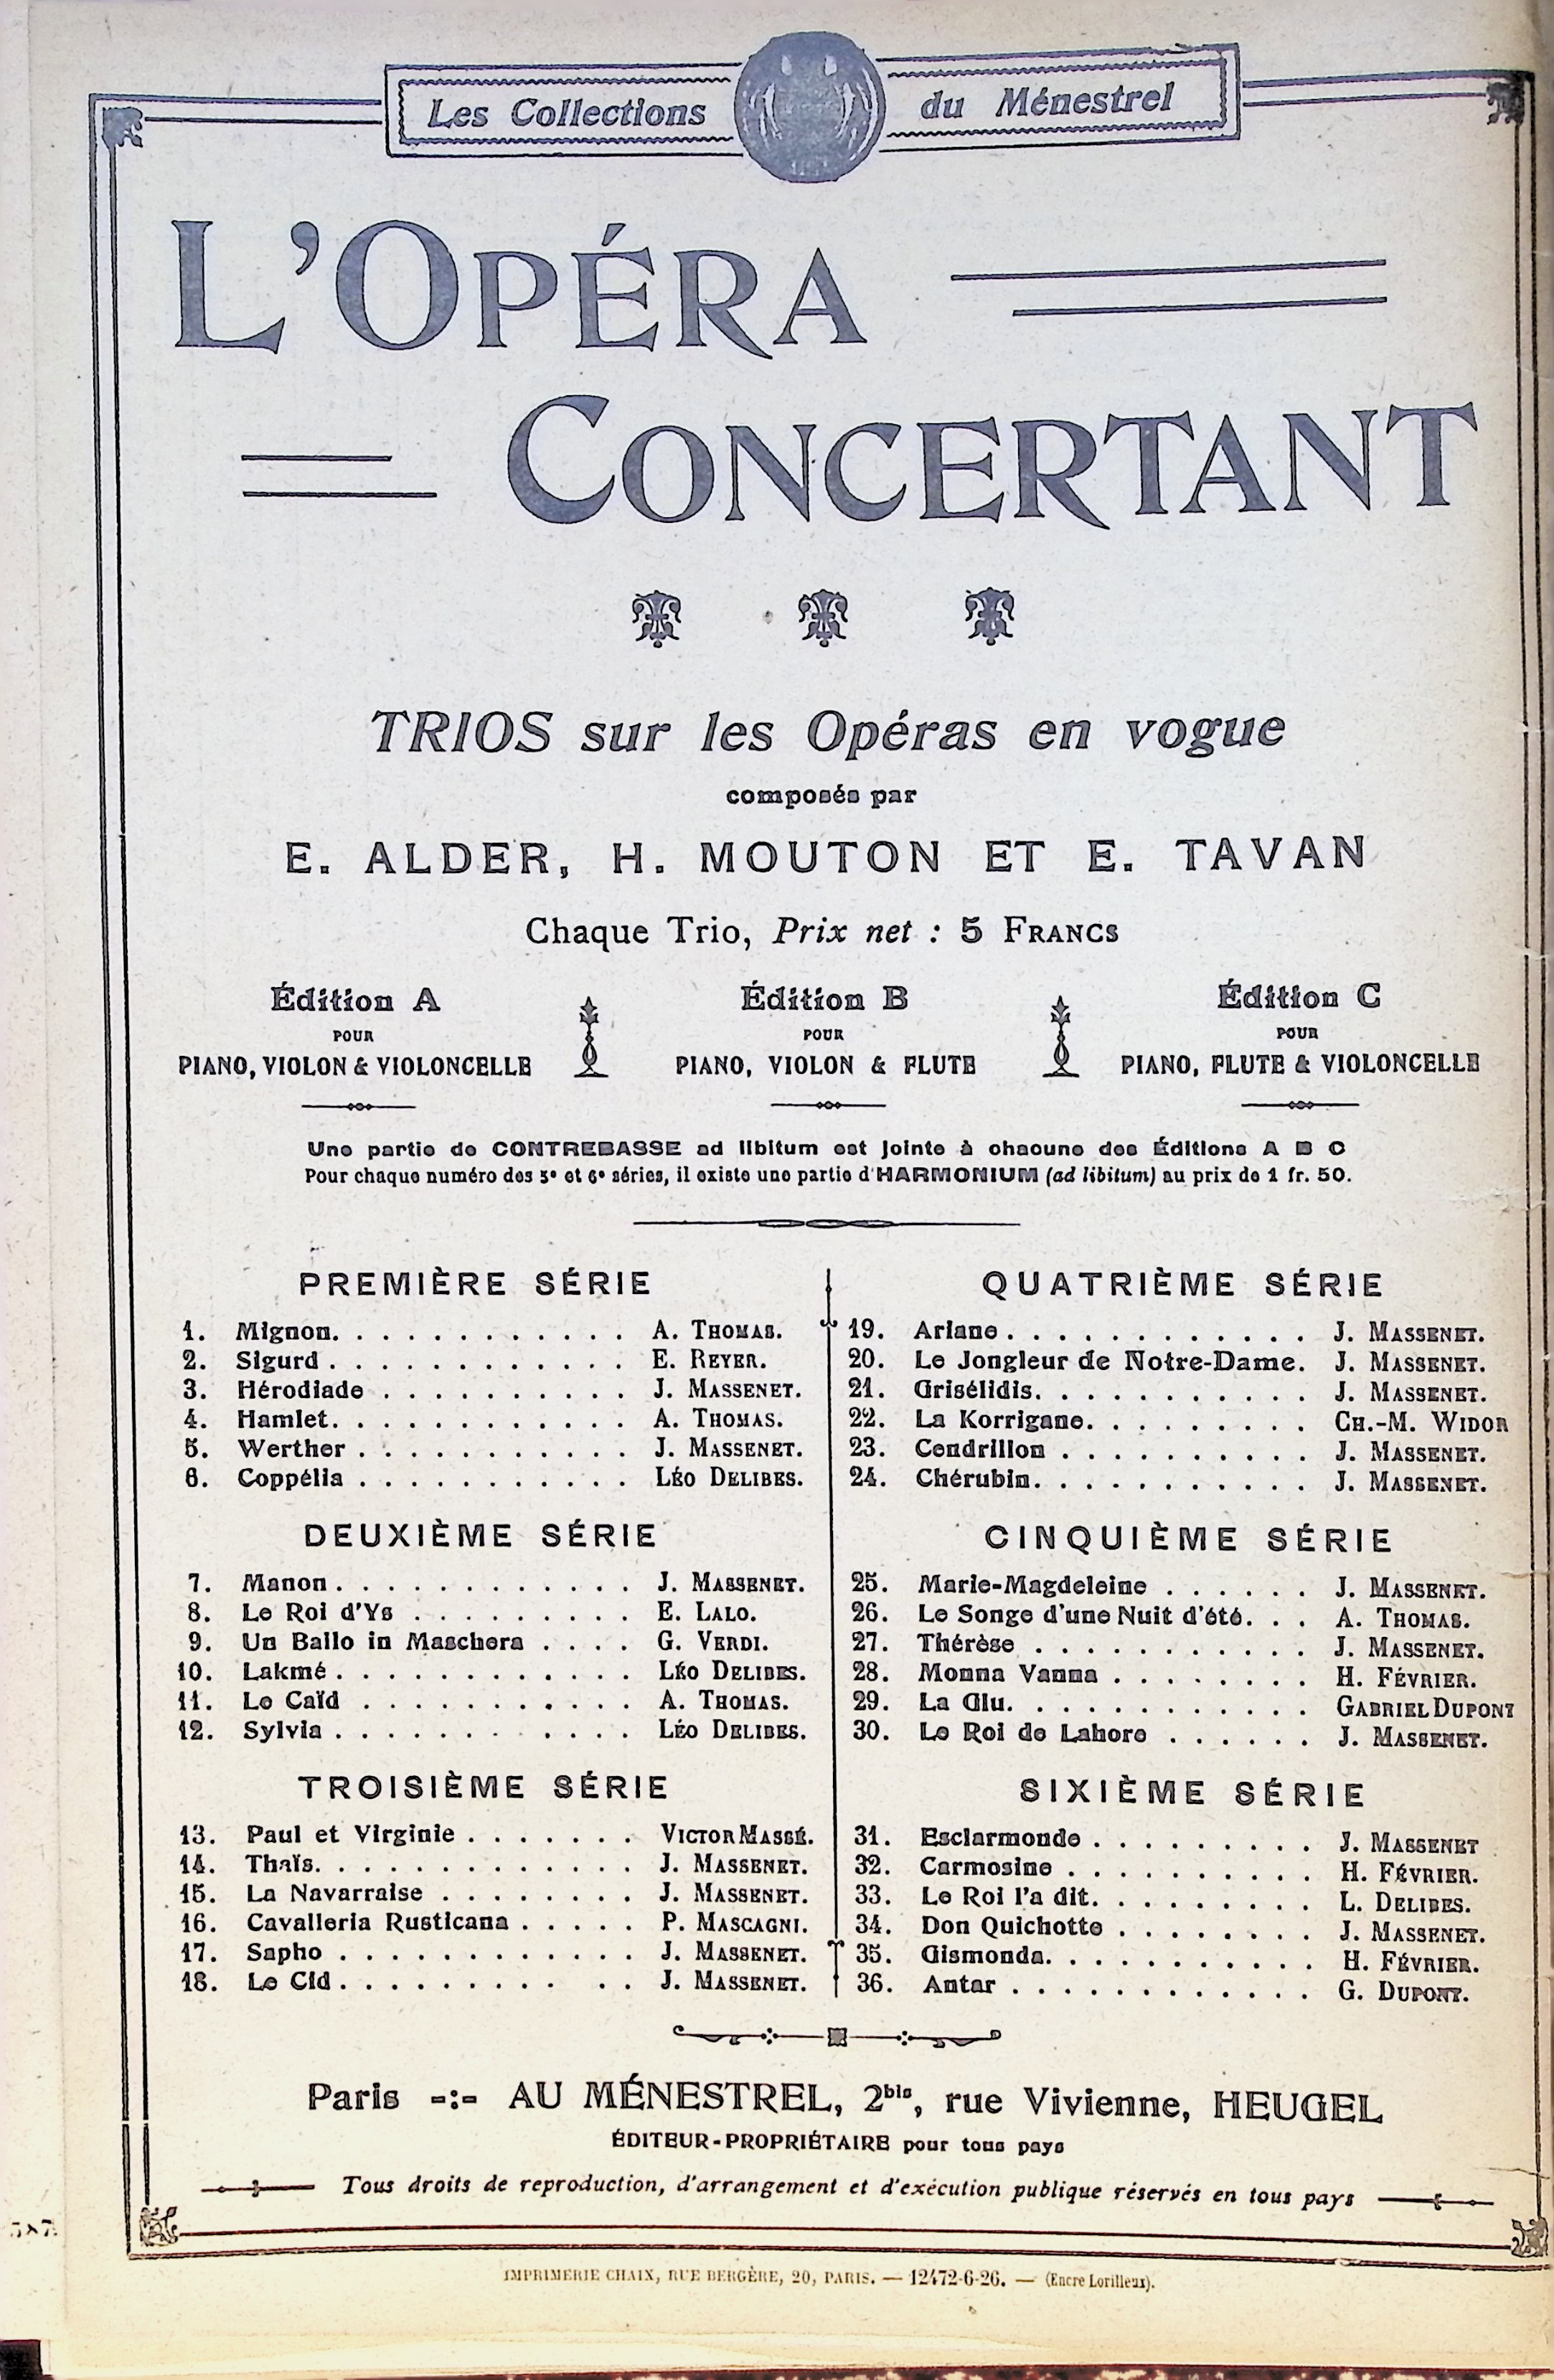 Les Collections du Ménestrel
L'OPÉRA
CONCERTANT
TRIOS sur les Opéras en vogue
composés par
E. ALDER, H. MOUTON ET E. TAVAN
Chaque Trio, Prix net : 5 FRANCS
Édition A
POUR
PIANO, VIOLON & VIOLONCELLE
Édition B
POUR
PIANO, VIOLON & FLUTE
Édition C
POUR
PIANO, FLUTE & VIOLONCELLE
Une partie de CONTREBASSE ad libitum est jointe à chacune des Éditions A B C
Pour chaque numéro des 5e et 6e séries, il existe une partie d'HARMONIUM (ad libitum) au prix de 1 fr. 50.
PREMIÈRE SÉRIE
1. Mignon. . . . . . . . . . . . A. THOMAS.
2. Sigurd . . . . . . . . . . . . E. REYER.
3. Hérodiade . . . . . . . . . . J. MASSENET.
4. Hamlet. . . . . . . . . . . . A. THOMAS.
5. Werther . . . . . . . . . . . J. MASSENET.
6. Coppélia . . . . . . . . . . . LÉO DELIBES.
DEUXIÈME SÉRIE
7. Manon. . . . . . . . . . . . J. MASSENET.
8. Le Roi d'Ys . . . . . . . . . E. LALO.
9. Un Ballo in Maschera . . . . G. VERDI.
10. Lakmé. . . . . . . . . . . . LÉO DELIBES.
11. Le Caïd . . . . . . . . . . . A. THOMAS.
12. Sylvia . . . . . . . . . . . . LÉO DELIBES.
TROISIÈME SÉRIE
13. Paul et Virginie . . . . . . . VICTOR MASSÉ.
14. Thaïs. . . . . . . . . . . . . J. MASSENET.
15. La Navarraise . . . . . . . . J. MASSENET.
16. Cavalleria Rusticana . . . . . P. MASCAGNI.
17. Sapho . . . . . . . . . . . . J. MASSENET.
18. Le Cid. . . . . . . . . . . J. MASSENET.
QUATRIÈME SÉRIE
19. Ariane. . . . . . . . . . . . J. MASSENET.
20. Le Jongleur de Notre-Dame. J. MASSENET.
21. Grisélidis. . . . . . . . . . . J. MASSENET.
22. La Korrigane. . . . . . . . . CH.-M. WIDOR
23. Cendrillon . . . . . . . . . . J. MASSENET.
24. Chérubin. . . . . . . . . . . J. MASSENET.
CINQUIÈME SÉRIE
25. Marie-Magdeleine . . . . . . J. MASSENET.
26. Le Songe d'une Nuit d'été. . . A. THOMAS.
27. Thérèse . . . . . . . . . . . J. MASSENET.
28. Monna Vanna . . . . . . . . H. FÉVRIER.
29. La Glu. . . . . . . . . . . . GABRIEL DUPONT
30. Le Roi de Lahore . . . . . . J. MASSENET.
SIXIÈME SÉRIE
31. Esclarmonde . . . . . . . . . J. MASSENET
32. Carmosine . . . . . . . . . . H. FÉVRIER.
33. Le Roi l'a dit. . . . . . . . . L. DELIBES.
34. Don Quichotte . . . . . . . . J. MASSENET.
35. Gismonda. . . . . . . . . . . H. FÉVRIER.
36. Antar . . . . . . . . . . . . G. DUPONT.
Paris -:- AU MÉNESTREL, 2bis, rue Vivienne, HEUGEL
ÉDITEUR-PROPRIÉTAIRE pour tous pays
Tous droits de reproduction, d'arrangement et d'exécution publique réservés en tous pays
IMPRIMERIE CHAIX, RUE BERGÈRE, 20, PARIS. — 12472-6-26. — (Encre Lorilleux).